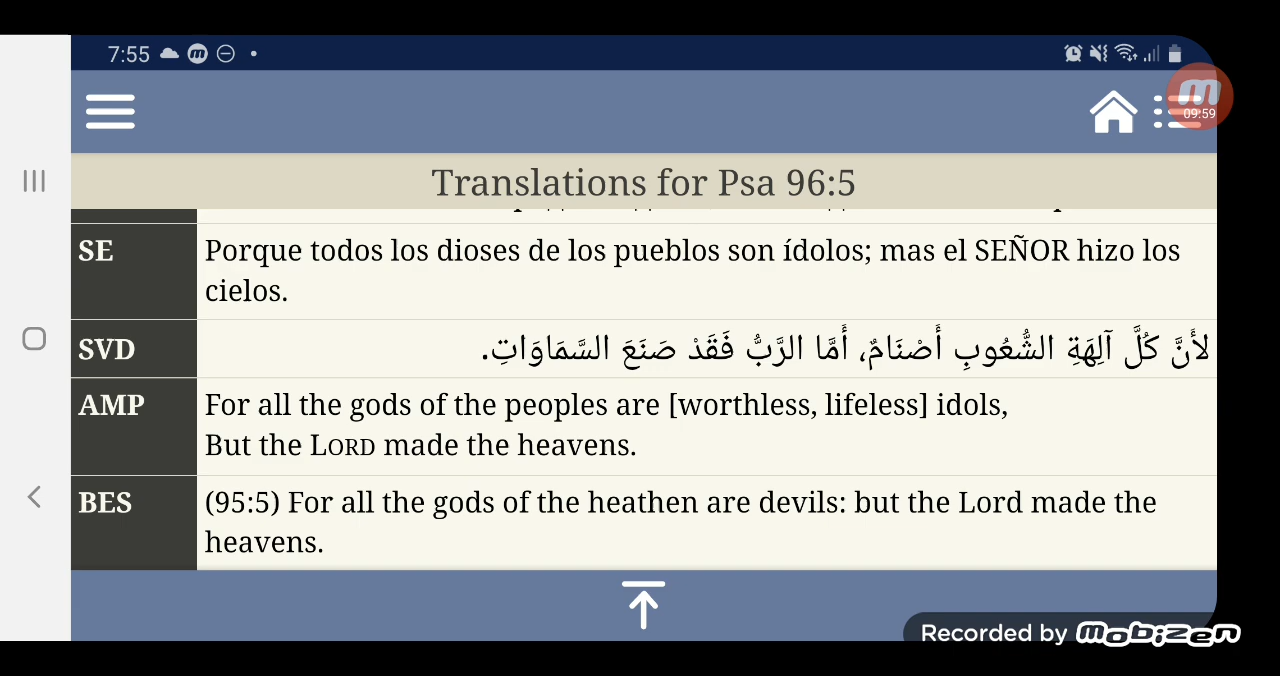 7:55
09:59
Translations for Psa 96:5
SE
Porque todos los dioses de los pueblos son ídolos; mas el SEÑOR hizo los
cielos.
SVD
لأَنَّ كُلَّ آلِهَةِ الشُّعُوبِ أَصْنَامٌ، أَمَّا الرَّبُّ فَقَدْ صَنَعَ السَّمَاوَاتِ.
AMP
For all the gods of the peoples are [worthless, lifeless] idols,
But the LORD made the heavens.
BES
(95:5) For all the gods of the heathen are devils: but the Lord made the
heavens.
Recorded by Mobizen